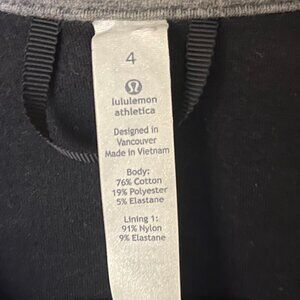 4
lululemon
athletica
Designed in
Vancouver
Made in Vietnam
Body:
76% Cotton
19% Polyester
5% Elastane
Lining 1:
91% Nylon
9% Elastane